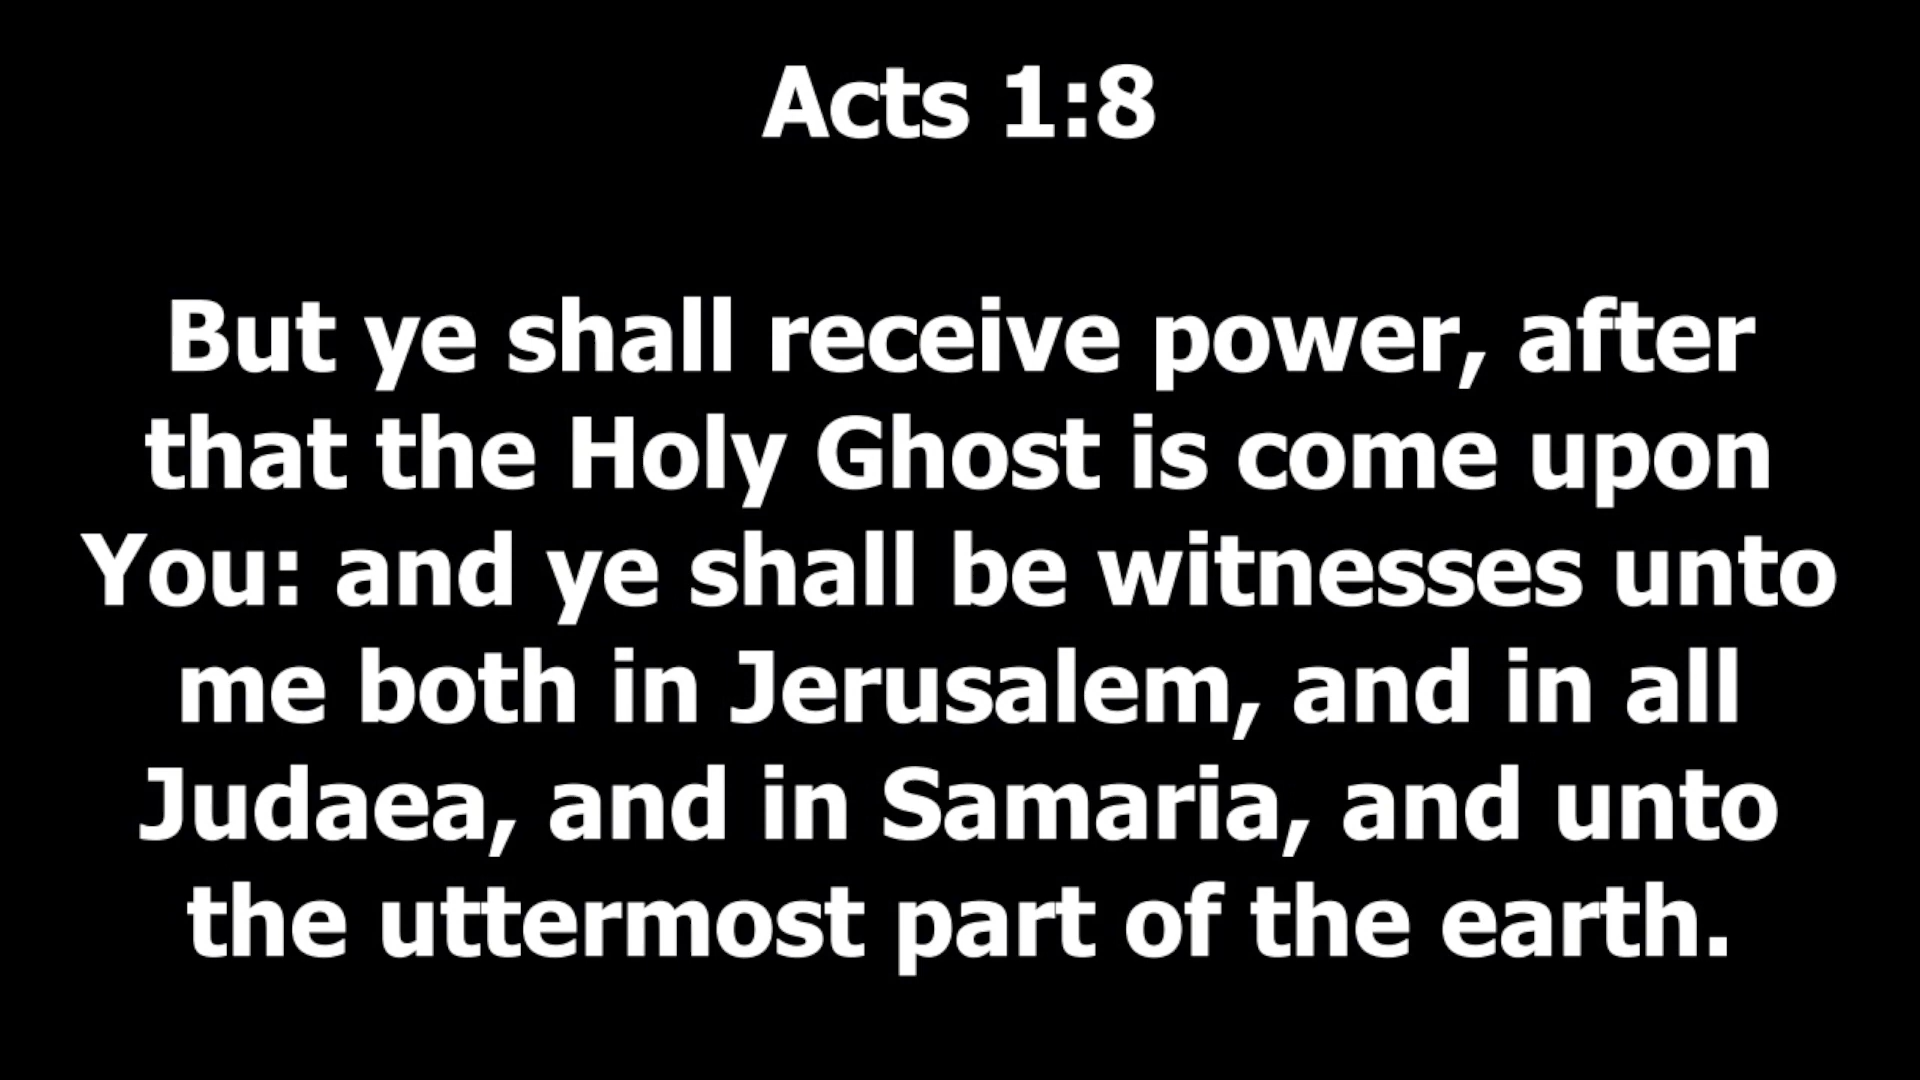 Acts 1:8
But ye shall receive power, after
that the Holy Ghost is come upon
You: and ye shall be witnesses unto
me both in Jerusalem, and in all
Judaea, and in Samaria, and unto
the uttermost part of the earth.